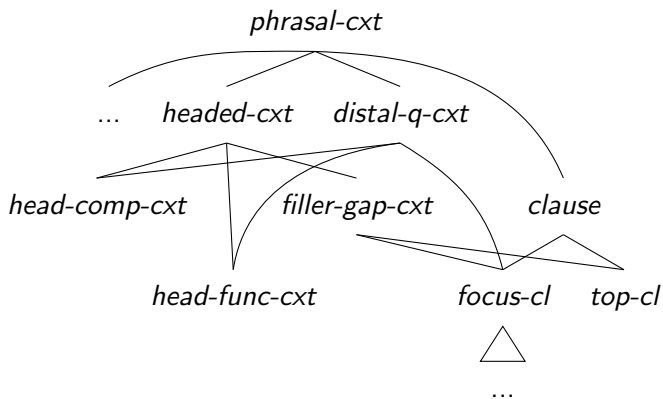 phrasal-cxt
... headed-cxt distal-q-cxt
head-comp-cxt filler-gap-cxt clause
head-func-cxt focus-cl top-cl
...